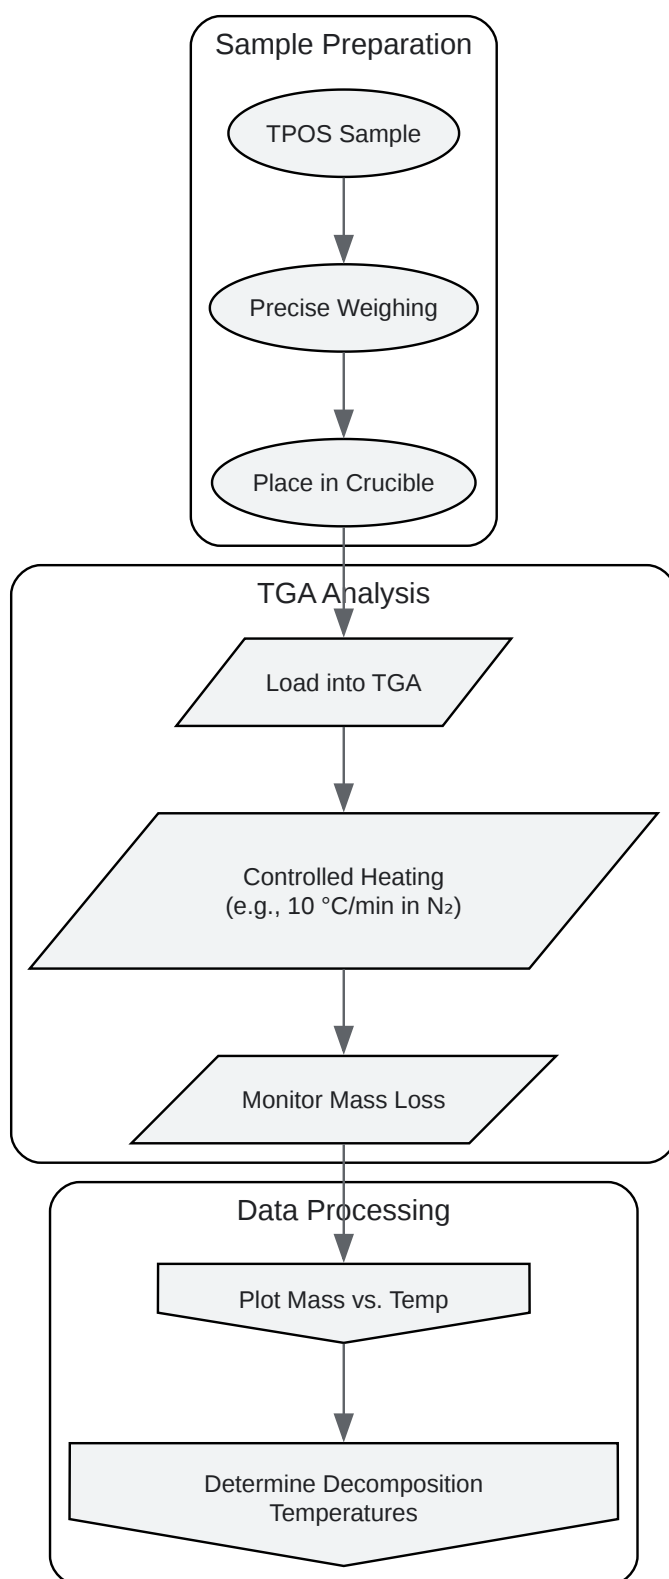 Sample Preparation
TPOS Sample
Precise Weighing
Place in Crucible
TGA Analysis
Load into TGA
Controlled Heating
(e.g., 10 °C/min in N₂)
Monitor Mass Loss
Data Processing
Plot Mass vs. Temp
Determine Decomposition
Temperatures